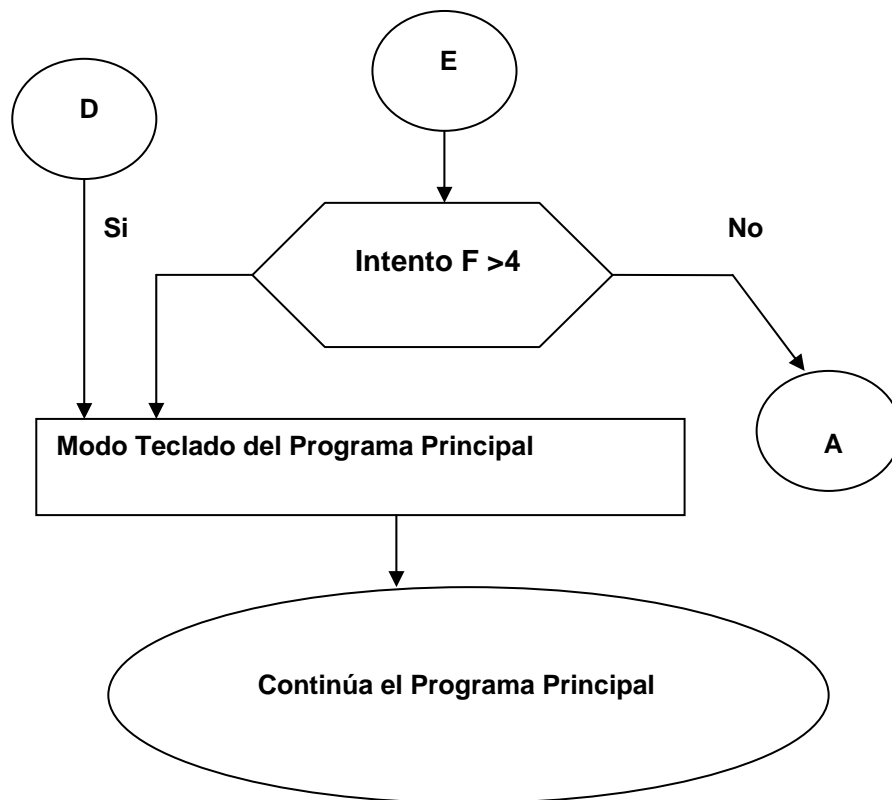 E
D
Si
No
Intento F >4
Modo Teclado del Programa Principal
A
Continúa el Programa Principal